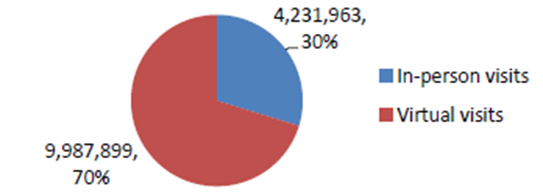 4,231,963,
30%
In-person visits
Virtual visits
9,987,899,
70%